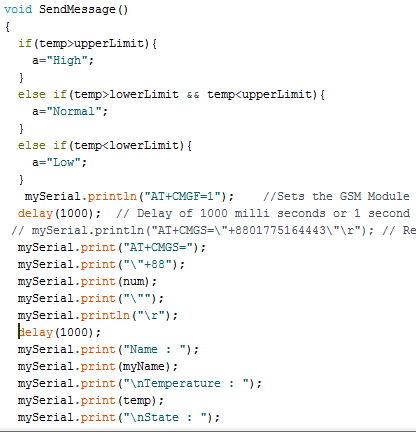 void SendMessage()
{
if(temp>upperLimit){
a="High";
}
else if(temp>lowerLimit && temp<upperLimit){
a="Normal";
}
else if(temp<lowerLimit){
a="Low";
}
mySerial.println("AT+CMGF=1"); //Sets the GSM Module
delay(1000); // Delay of 1000 milli seconds or 1 second
// mySerial.println("AT+CMGS=\"+8801775164443\"\r"); // Re
mySerial.print("AT+CMGS=");
mySerial.print("\"+88");
mySerial.print(num);
mySerial.print("\"");
mySerial.println("\r");
delay(1000);
mySerial.print("Name : ");
mySerial.print(myName);
mySerial.print("\nTemperature : ");
mySerial.print(temp);
mySerial.print("\nState : ");